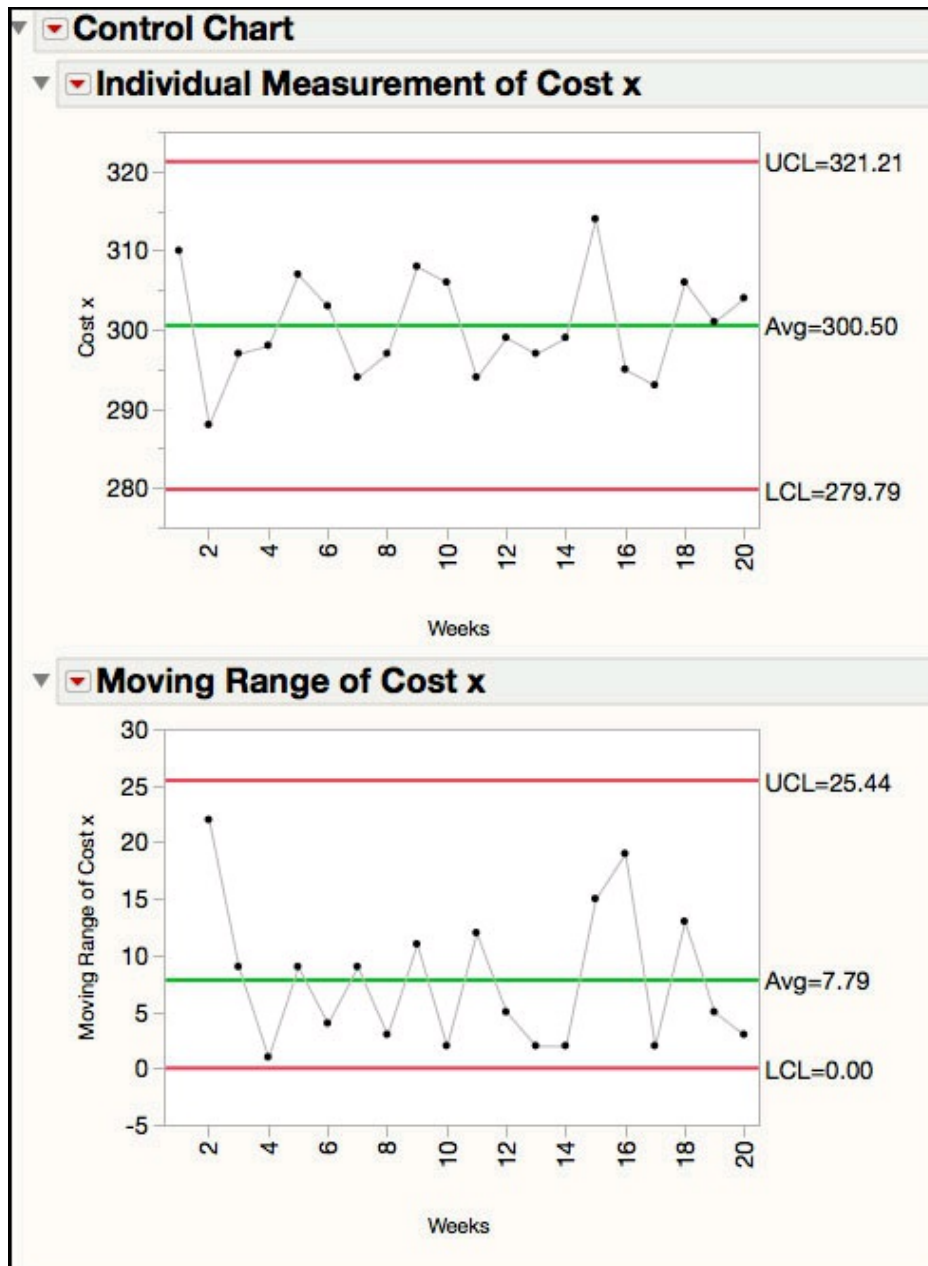 Control Chart
Individual Measurement of Cost x
320
310
300
290
280
Cost x
UCL=321.21
Avg=300.50
LCL=279.79
2 4 6 8 10 12 14 16 18 20
Weeks
Moving Range of Cost x
30
25
20
15
10
5
0
-5
Moving Range of Cost x
UCL=25.44
Avg=7.79
LCL=0.00
2 4 6 8 10 12 14 16 18 20
Weeks